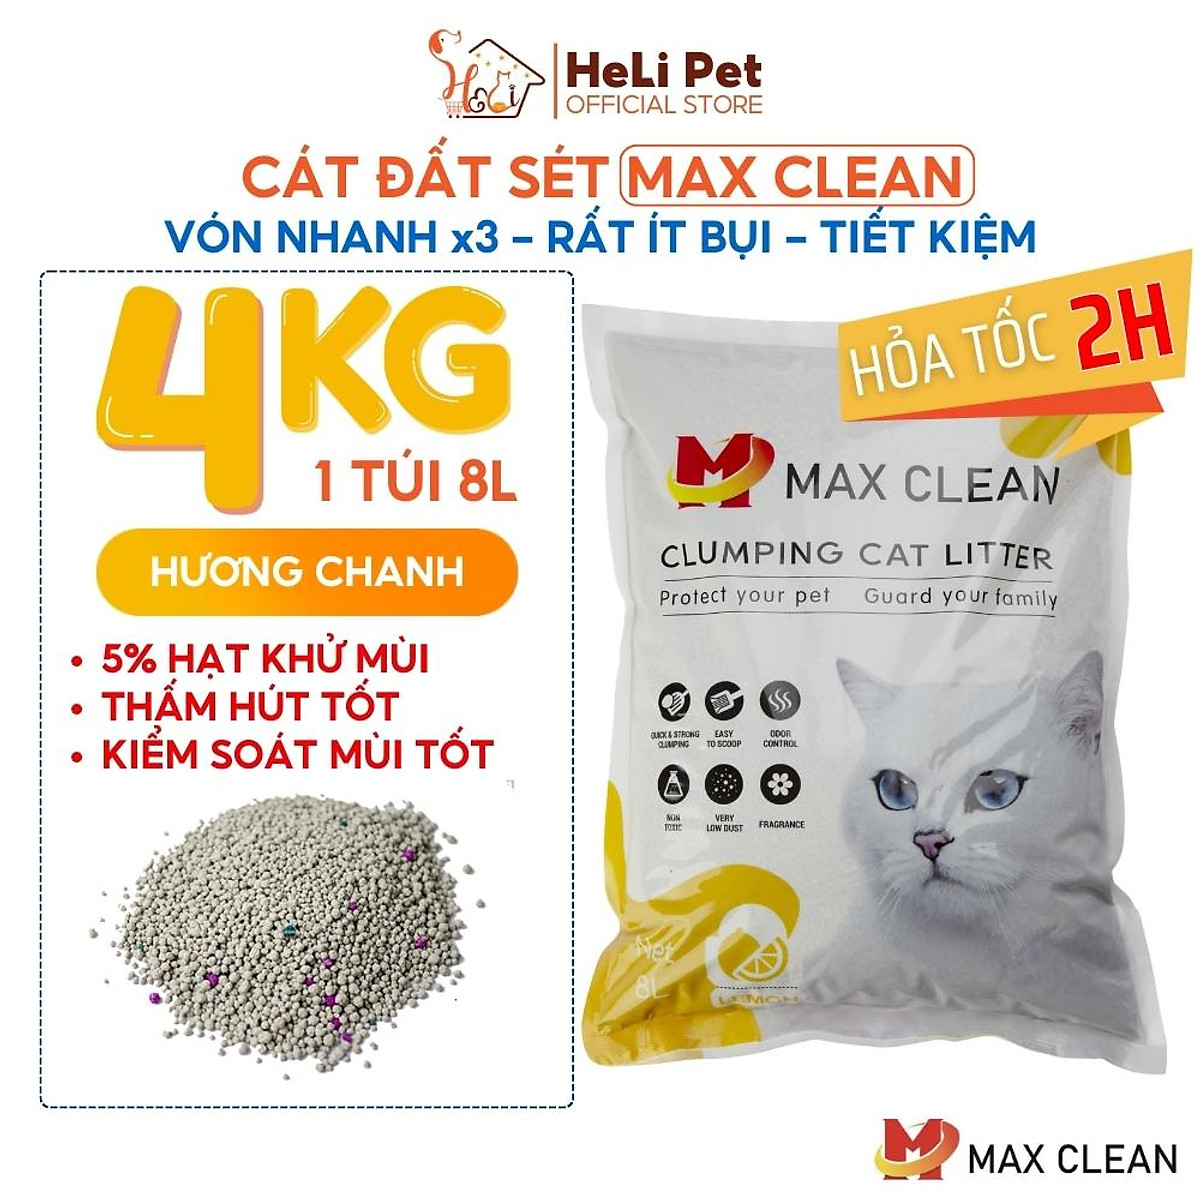 HeLi
HeLi Pet
OFFICIAL STORE
CÁT ĐẤT SÉT MAX CLEAN
VÓN NHANH x3 – RẤT ÍT BỤI – TIẾT KIỆM
4KG
1 TÚI 8L
HƯƠNG CHANH
• 5% HẠT KHỬ MÙI
• THẤM HÚT TỐT
• KIỂM SOÁT MÙI TỐT
HỎA TỐC 2H
MAX CLEAN
CLUMPING CAT LITTER
Protect your pet Guard your family
QUICK & STRONG CLUMPING
EASY TO SCOOP
ODOR CONTROL
NON TOXIC
VERY LOW DUST
FRAGRANCE
Net
8L
LEMON
MAX CLEAN